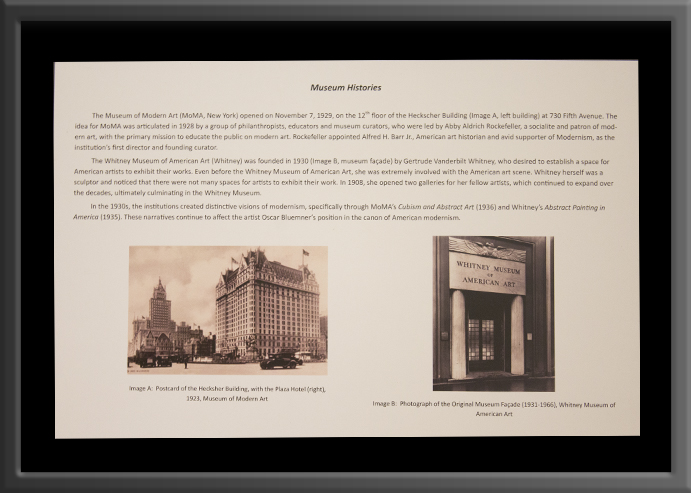 Museum Histories
The Museum of Modern Art (MoMA, New York) opened on November 7, 1929, on the 12th floor of the Heckscher Building (Image A, left building) at 730 Fifth Avenue. The
idea for MoMA was articulated in 1928 by a group of philanthropists, educators and museum curators, who were led by Abby Aldrich Rockefeller, a socialite and patron of mod-
ern art, with the primary mission to educate the public on modern art. Rockefeller appointed Alfred H. Barr Jr., American art historian and avid supporter of Modernism, as the
institution's first director and founding curator.
The Whitney Museum of American Art (Whitney) was founded in 1930 (Image B, museum façade) by Gertrude Vanderbilt Whitney, who desired to establish a space for
American artists to exhibit their works. Even before the Whitney Museum of American Art, she was extremely involved with the American art scene. Whitney herself was a
sculptor and noticed that there were not many spaces for artists to exhibit their work. In 1908, she opened two galleries for her fellow artists, which continued to expand over
the decades, ultimately culminating in the Whitney Museum.
In the 1930s, the institutions created distinctive visions of modernism, specifically through MoMA's Cubism and Abstract Art (1936) and Whitney's Abstract Painting in
America (1935). These narratives continue to affect the artist Oscar Bluemner's position in the canon of American modernism.
WHITNEY MUSEUM
OF
AMERICAN ART
Image A: Postcard of the Hecksher Building, with the Plaza Hotel (right),
1923, Museum of Modern Art
Image B: Photograph of the Original Museum Façade (1931-1966), Whitney Museum of
American Art